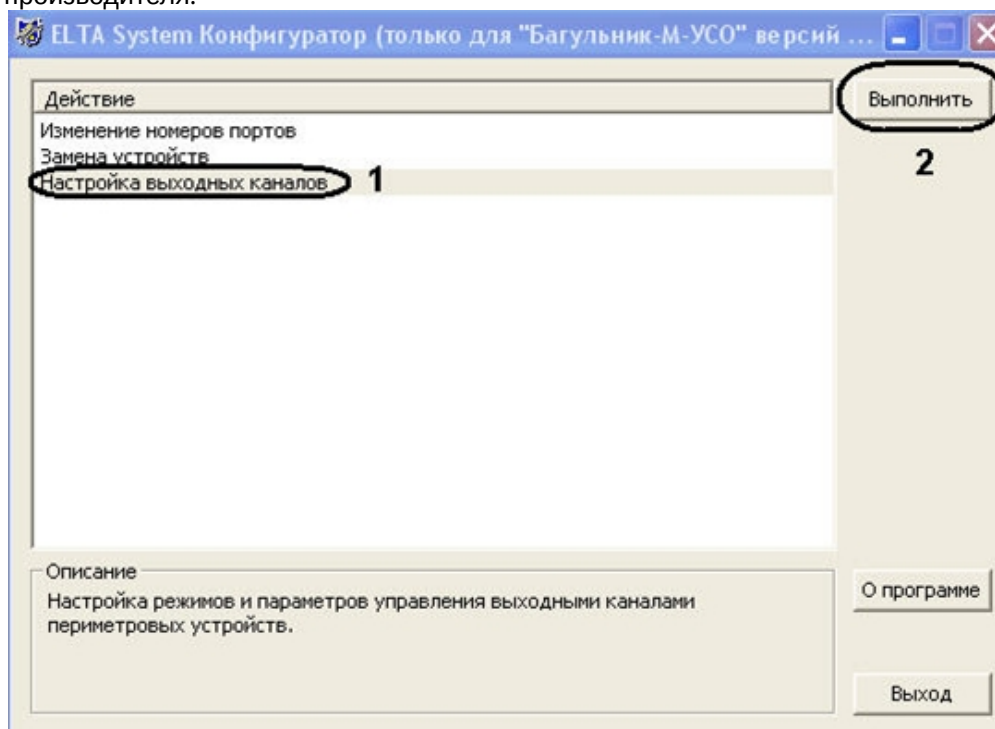 производителя.
ELTA System Конфигуратор (только для "Багульник-М-УСО" версий ...
Действие
Выполнить
Изменение номеров портов
Замена устройств
Настройка выходных каналов 1
2
Описание
Настройка режимов и параметров управления выходными каналами
периметровых устройств.
О программе
Выход